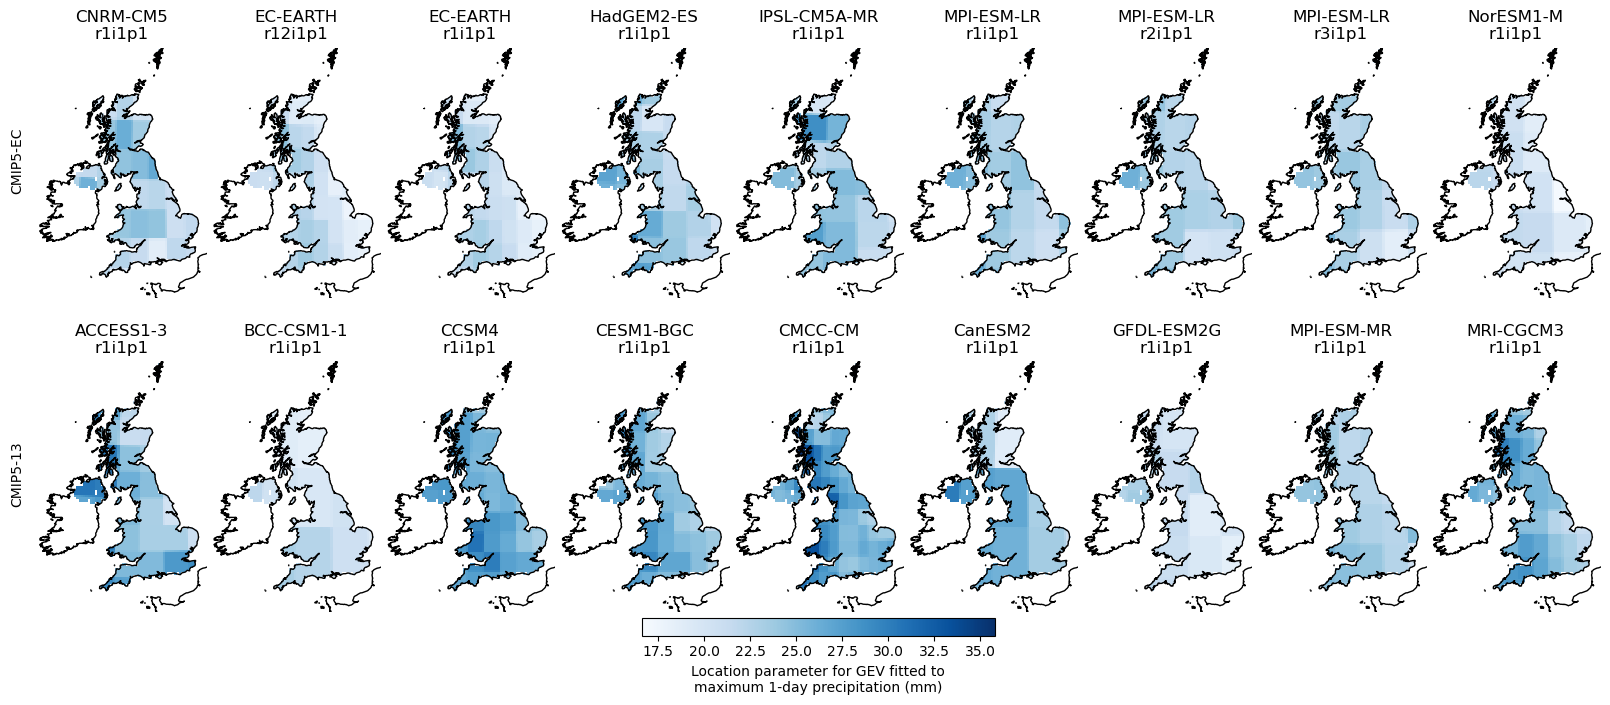 CNRM-CM5 EC-EARTH EC-EARTH HadGEM2-ES IPSL-CM5A-MR MPI-ESM-LR MPI-ESM-LR MPI-ESM-LR NorESM1-M
r1i1p1 r12i1p1 r1i1p1 r1i1p1 r1i1p1 r1i1p1 r2i1p1 r3i1p1 r1i1p1
CMIP5-EC
ACCESS1-3 BCC-CSM1-1 CCSM4 CESM1-BGC CMCC-CM CanESM2 GFDL-ESM2G MPI-ESM-MR MRI-CGCM3
r1i1p1 r1i1p1 r1i1p1 r1i1p1 r1i1p1 r1i1p1 r1i1p1 r1i1p1 r1i1p1
CMIP5-13
17.5 20.0 22.5 25.0 27.5 30.0 32.5 35.0
Location parameter for GEV fitted to
maximum 1-day precipitation (mm)